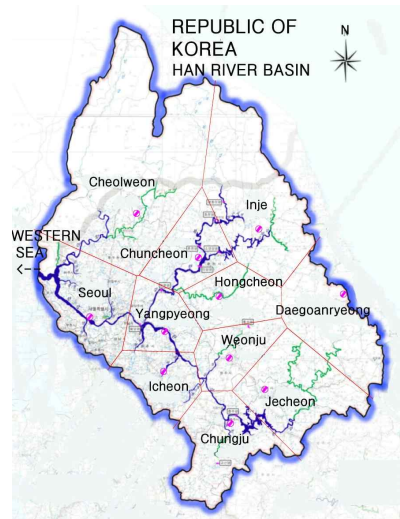 REPUBLIC OF
KOREA
HAN RIVER BASIN
N
Cheolweon
Inje
WESTERN
SEA
Chuncheon
Hongcheon
Seoul
Daegoanryeong
Yangpyeong
Weonju
Icheon
Jecheon
Chungju